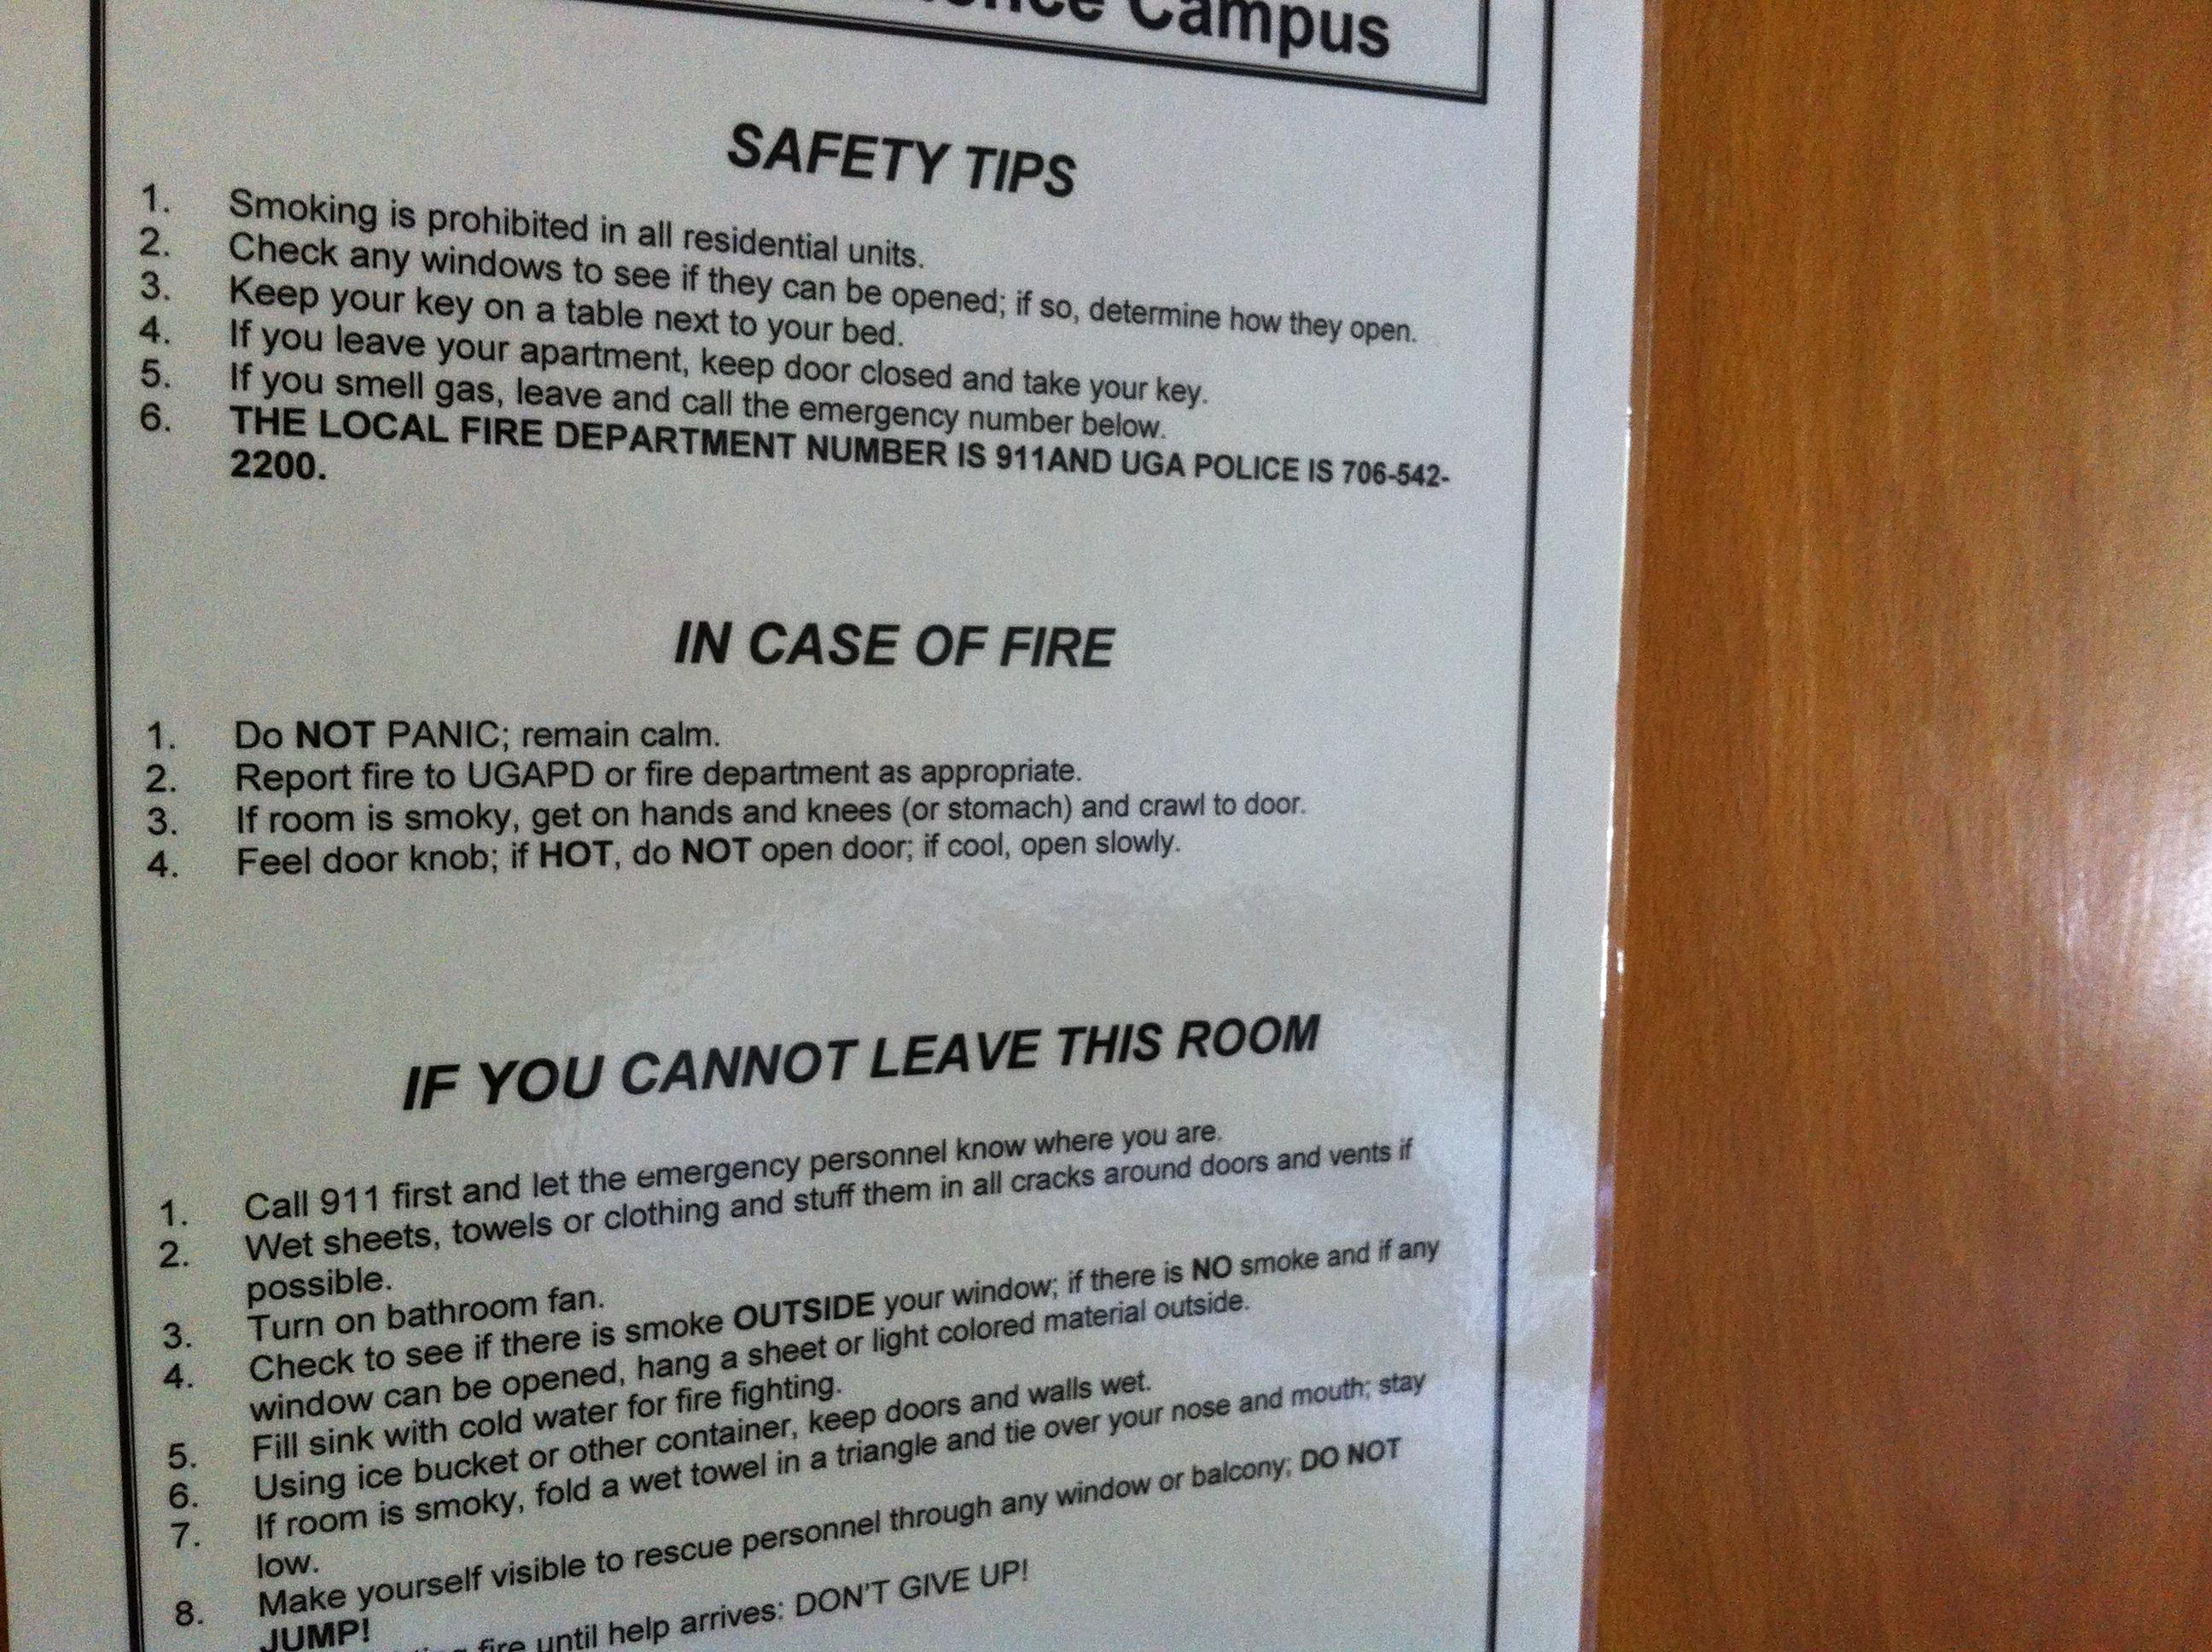 Campus
SAFETY TIPS
1. Smoking is prohibited in all residential units.
2. Check any windows to see if they can be opened; if so, determine how they open.
3. Keep your key on a table next to your bed.
4. If you leave your apartment, keep door closed and take your key.
5. If you smell gas, leave and call the emergency number below.
6. THE LOCAL FIRE DEPARTMENT NUMBER IS 911AND UGA POLICE IS 706-542-
2200.
IN CASE OF FIRE
1. Do NOT PANIC; remain calm.
2. Report fire to UGAPD or fire department as appropriate.
3. If room is smoky, get on hands and knees (or stomach) and crawl to door.
4. Feel door knob; if HOT, do NOT open door; if cool, open slowly.
IF YOU CANNOT LEAVE THIS ROOM
1. Call 911 first and let the emergency personnel know where you are.
2. Wet sheets, towels or clothing and stuff them in all cracks around doors and vents if
possible.
3. Turn on bathroom fan.
4. Check to see if there is smoke OUTSIDE your window; if there is NO smoke and if any
window can be opened, hang a sheet or light colored material outside.
5. Fill sink with cold water for fire fighting.
6. Using ice bucket or other container, keep doors and walls wet.
7. If room is smoky, fold a wet towel in a triangle and tie over your nose and mouth; stay
low.
8. Make yourself visible to rescue personnel through any window or balcony; DO NOT
JUMP!
fire until help arrives: DON'T GIVE UP!